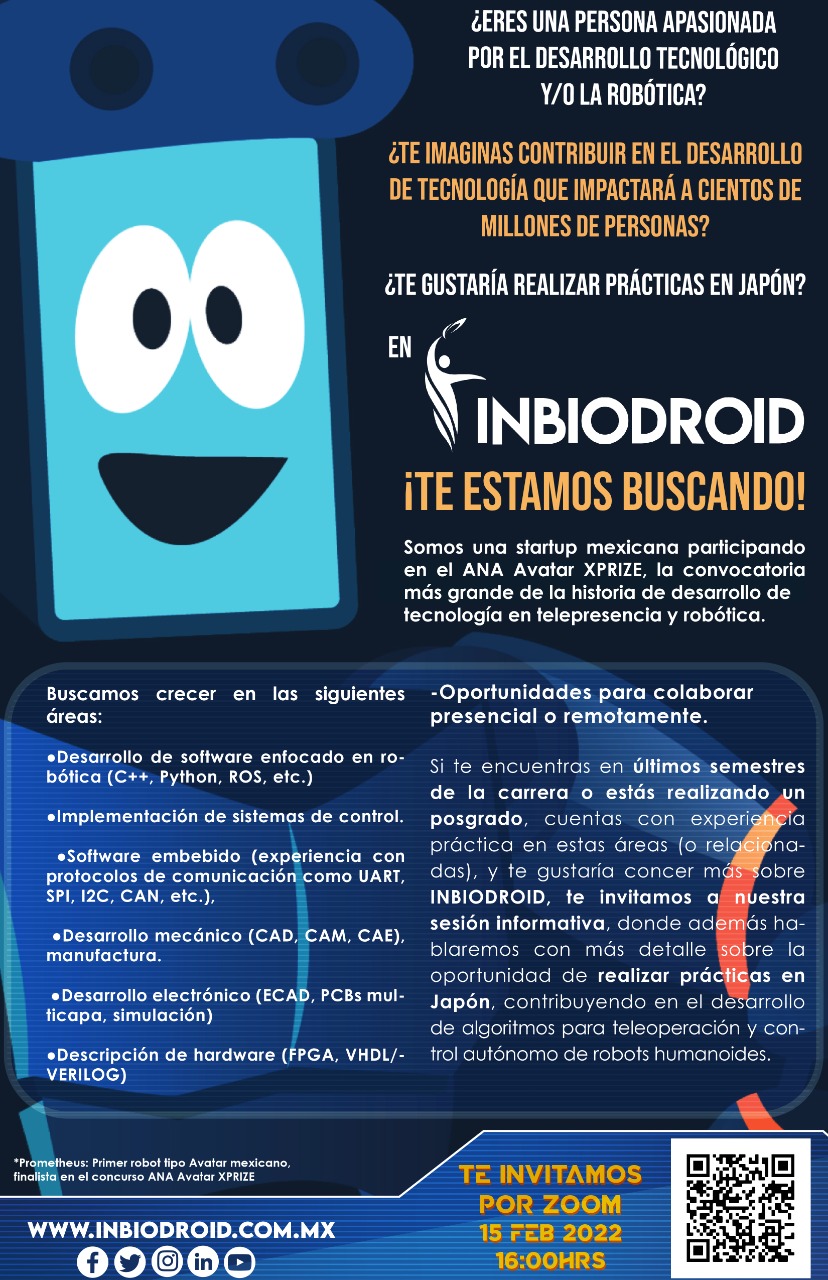 ¿ERES UNA PERSONA APASIONADA
POR EL DESARROLLO TECNOLÓGICO
Y/O LA ROBÓTICA?
¿TE IMAGINAS CONTRIBUIR EN EL DESARROLLO
DE TECNOLOGÍA QUE IMPACTARÁ A CIENTOS DE
MILLONES DE PERSONAS?
¿TE GUSTARÍA REALIZAR PRÁCTICAS EN JAPÓN?
EN
INBIODROID
¡TE ESTAMOS BUSCANDO!
Somos una startup mexicana participando
en el ANA Avatar XPRIZE, la convocatoria
más grande de la historia de desarrollo de
tecnología en telepresencia y robótica.
Buscamos crecer en las siguientes
áreas:
●Desarrollo de software enfocado en ro-
bótica (C++, Python, ROS, etc.)
●Implementación de sistemas de control.
●Software embebido (experiencia con
protocolos de comunicación como UART,
SPI, I2C, CAN, etc.),
●Desarrollo mecánico (CAD, CAM, CAE),
manufactura.
●Desarrollo electrónico (ECAD, PCBs mul-
ticapa, simulación)
●Descripción de hardware (FPGA, VHDL/-
VERILOG)
-Oportunidades para colaborar
presencial o remotamente.
Si te encuentras en últimos semestres
de la carrera o estás realizando un
posgrado, cuentas con experiencia
práctica en estas áreas (o relaciona-
das), y te gustaría concer más sobre
INBIODROID, te invitamos a nuestra
sesión informativa, donde además ha-
blaremos con más detalle sobre la
oportunidad de realizar prácticas en
Japón, contribuyendo en el desarrollo
de algoritmos para teleoperación y con-
trol autónomo de robots humanoides.
*Prometheus: Primer robot tipo Avatar mexicano,
finalista en el concurso ANA Avatar XPRIZE
WWW.INBIODROID.COM.MX
TE INVITAMOS
POR ZOOM
15 FEB 2022
16:00HRS